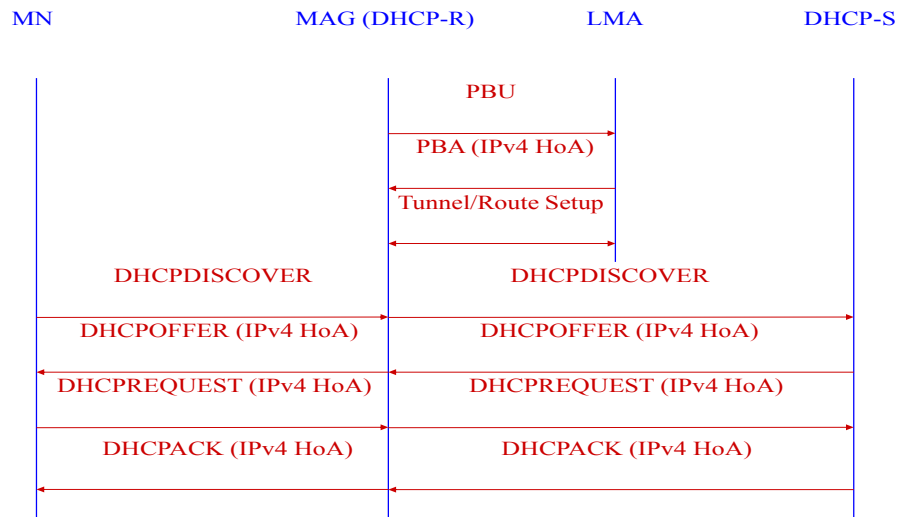 MN MAG (DHCP-R) LMA DHCP-S
PBU
PBA (IPv4 HoA)
Tunnel/Route Setup
DHCPDISCOVER DHCPDISCOVER
DHCPOFFER (IPv4 HoA) DHCPOFFER (IPv4 HoA)
DHCPREQUEST (IPv4 HoA) DHCPREQUEST (IPv4 HoA)
DHCPACK (IPv4 HoA) DHCPACK (IPv4 HoA)